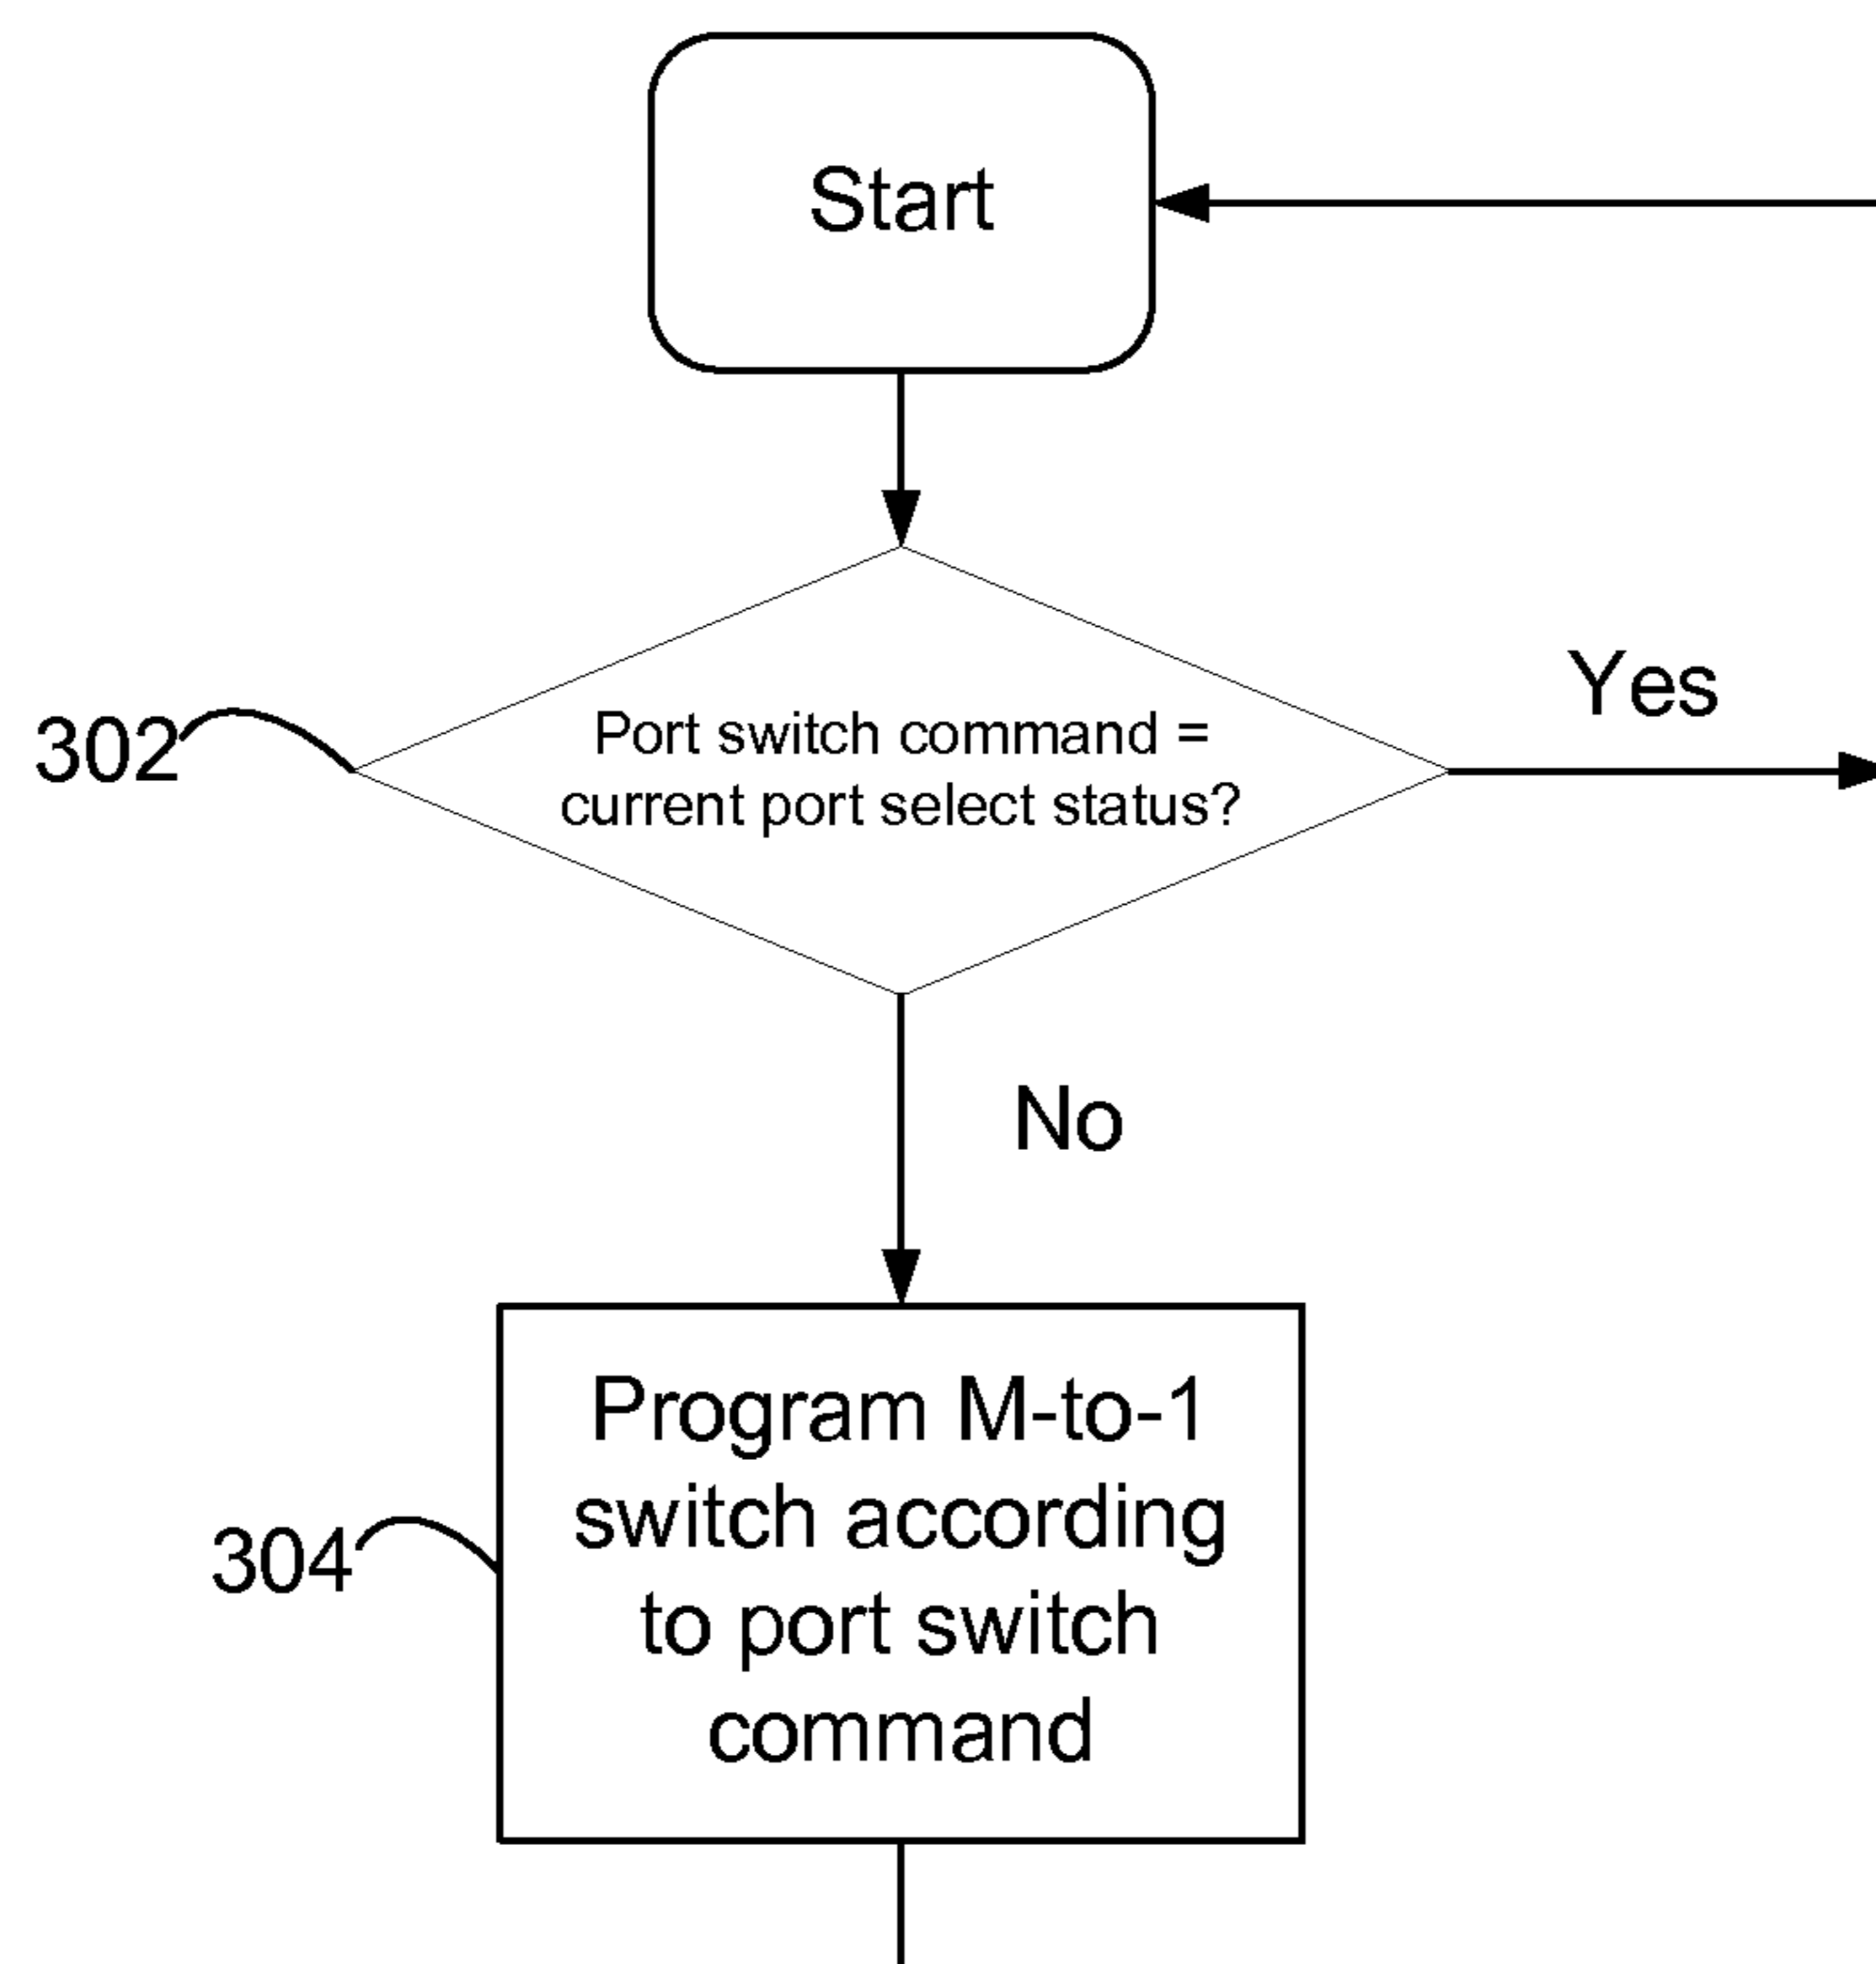 Start
Yes
302
Port switch command =
current port select status?
No
Program M-to-1
switch according
to port switch
command
304